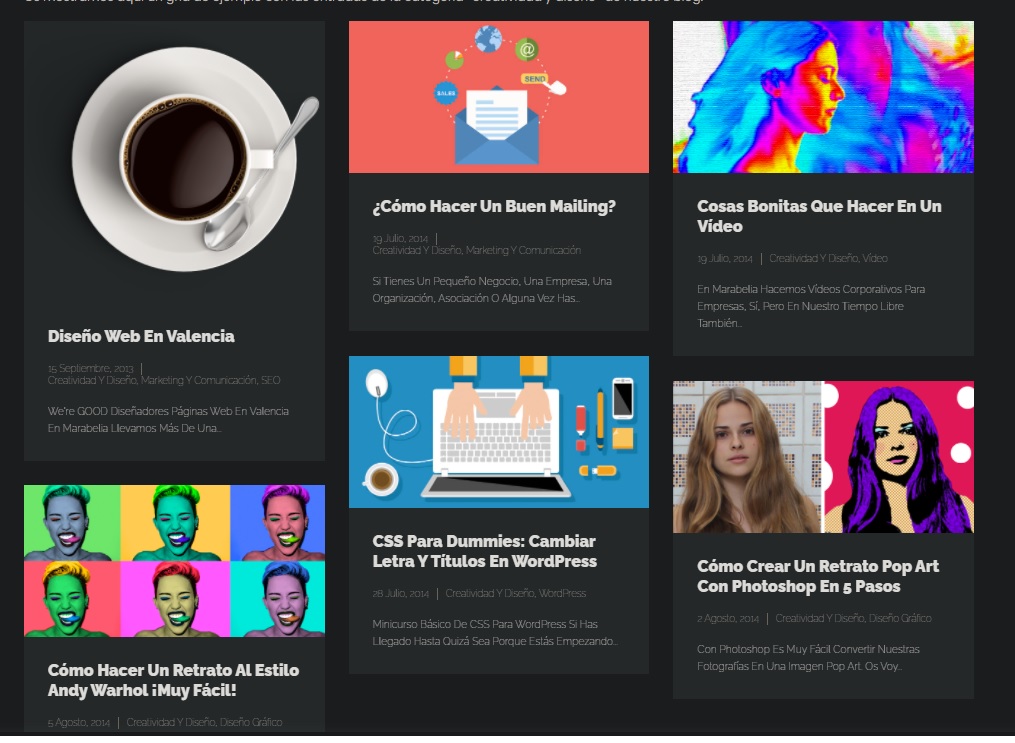 Os mostramos aquí un grid de ejemplo con las entradas de la categoría "Creatividad y diseño" de nuestro blog:
Diseño Web En Valencia
15 Septiembre, 2013 |
Creatividad Y Diseño, Marketing Y Comunicación, SEO
We're GOOD Diseñadores Páginas Web En Valencia
En Marabelia Llevamos Más De Una...
Cómo Hacer Un Retrato Al Estilo
Andy Warhol ¡Muy Fácil!
5 Agosto, 2014 | Creatividad Y Diseño, Diseño Gráfico
@
SEND
SALES
¿Cómo Hacer Un Buen Mailing?
19 Julio, 2014 |
Creatividad Y Diseño, Marketing Y Comunicación
Si Tienes Un Pequeño Negocio, Una Empresa, Una
Organización, Asociación O Alguna Vez Has...
CSS Para Dummies: Cambiar
Letra Y Títulos En WordPress
28 Julio, 2014 | Creatividad Y Diseño, WordPress
Minicurso Básico De CSS Para WordPress Si Has
Llegado Hasta Quizá Sea Porque Estás Empezando...
Cosas Bonitas Que Hacer En Un
Vídeo
19 Julio, 2014 | Creatividad Y Diseño, Vídeo
En Marabelia Hacemos Vídeos Corporativos Para
Empresas, Sí, Pero En Nuestro Tiempo Libre
También...
Cómo Crear Un Retrato Pop Art
Con Photoshop En 5 Pasos
2 Agosto, 2014 | Creatividad Y Diseño, Diseño Gráfico
Con Photoshop Es Muy Fácil Convertir Nuestras
Fotografías En Una Imagen Pop Art. Os Voy...